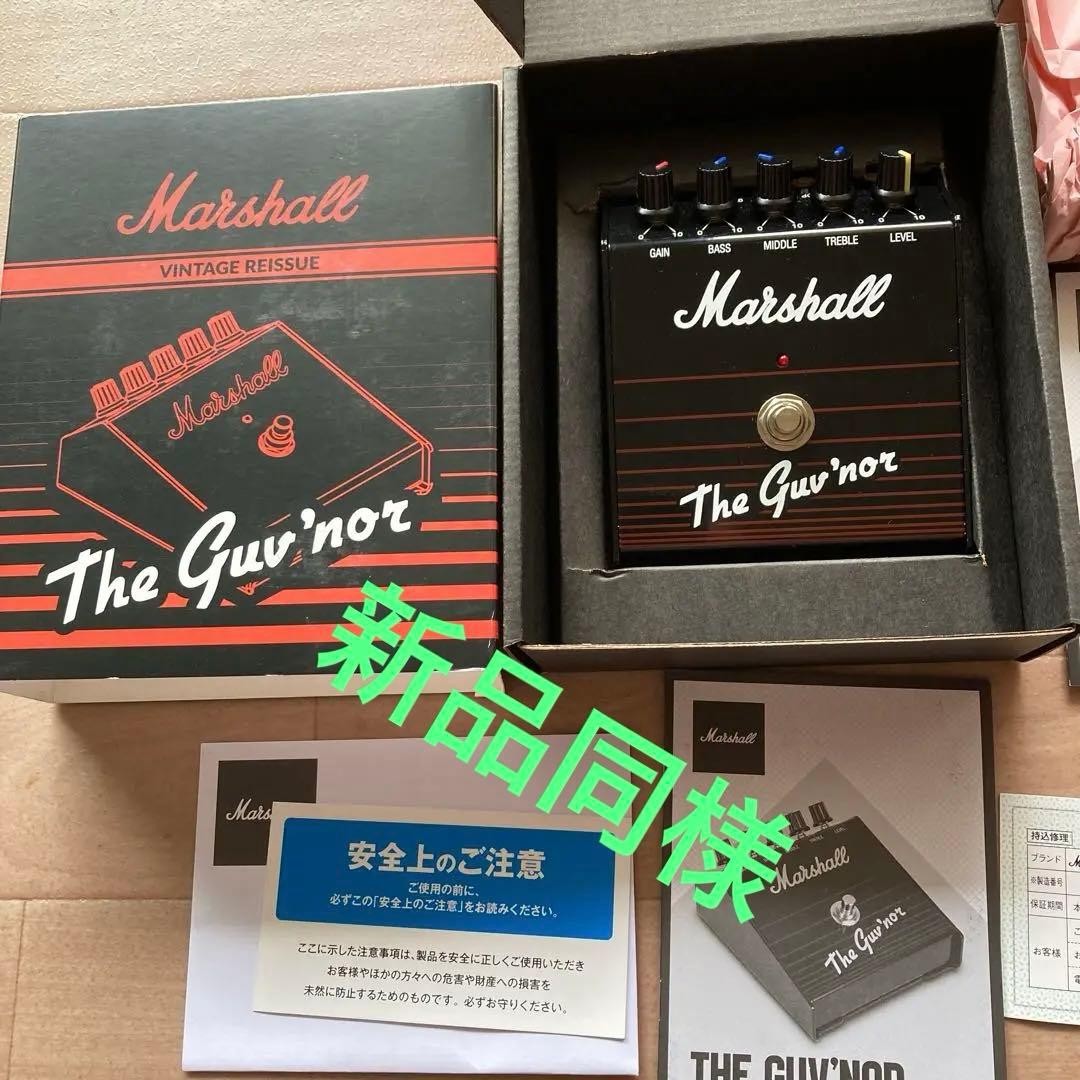 Marshall
VINTAGE REISSUE
Marshall
The Guv'nor
GAIN
BASS
MIDDLE
TREBLE
LEVEL
Marshall
The Guv'nor
新品同様
安全上のご注意
ご使用の前に、
必ずこの「安全上のご注意」をお読みください。
ここに示した注意事項は、製品を安全に正しくご使用いただき
お客様やほかの方々への危害や財産への損害を
未然に防止するためのものです。必ずお守りください。
Marshall
Marshall
The Guv'nor
THE GUV'NOR
持込修理
ブランド
※製造番号
保証期間
お客様